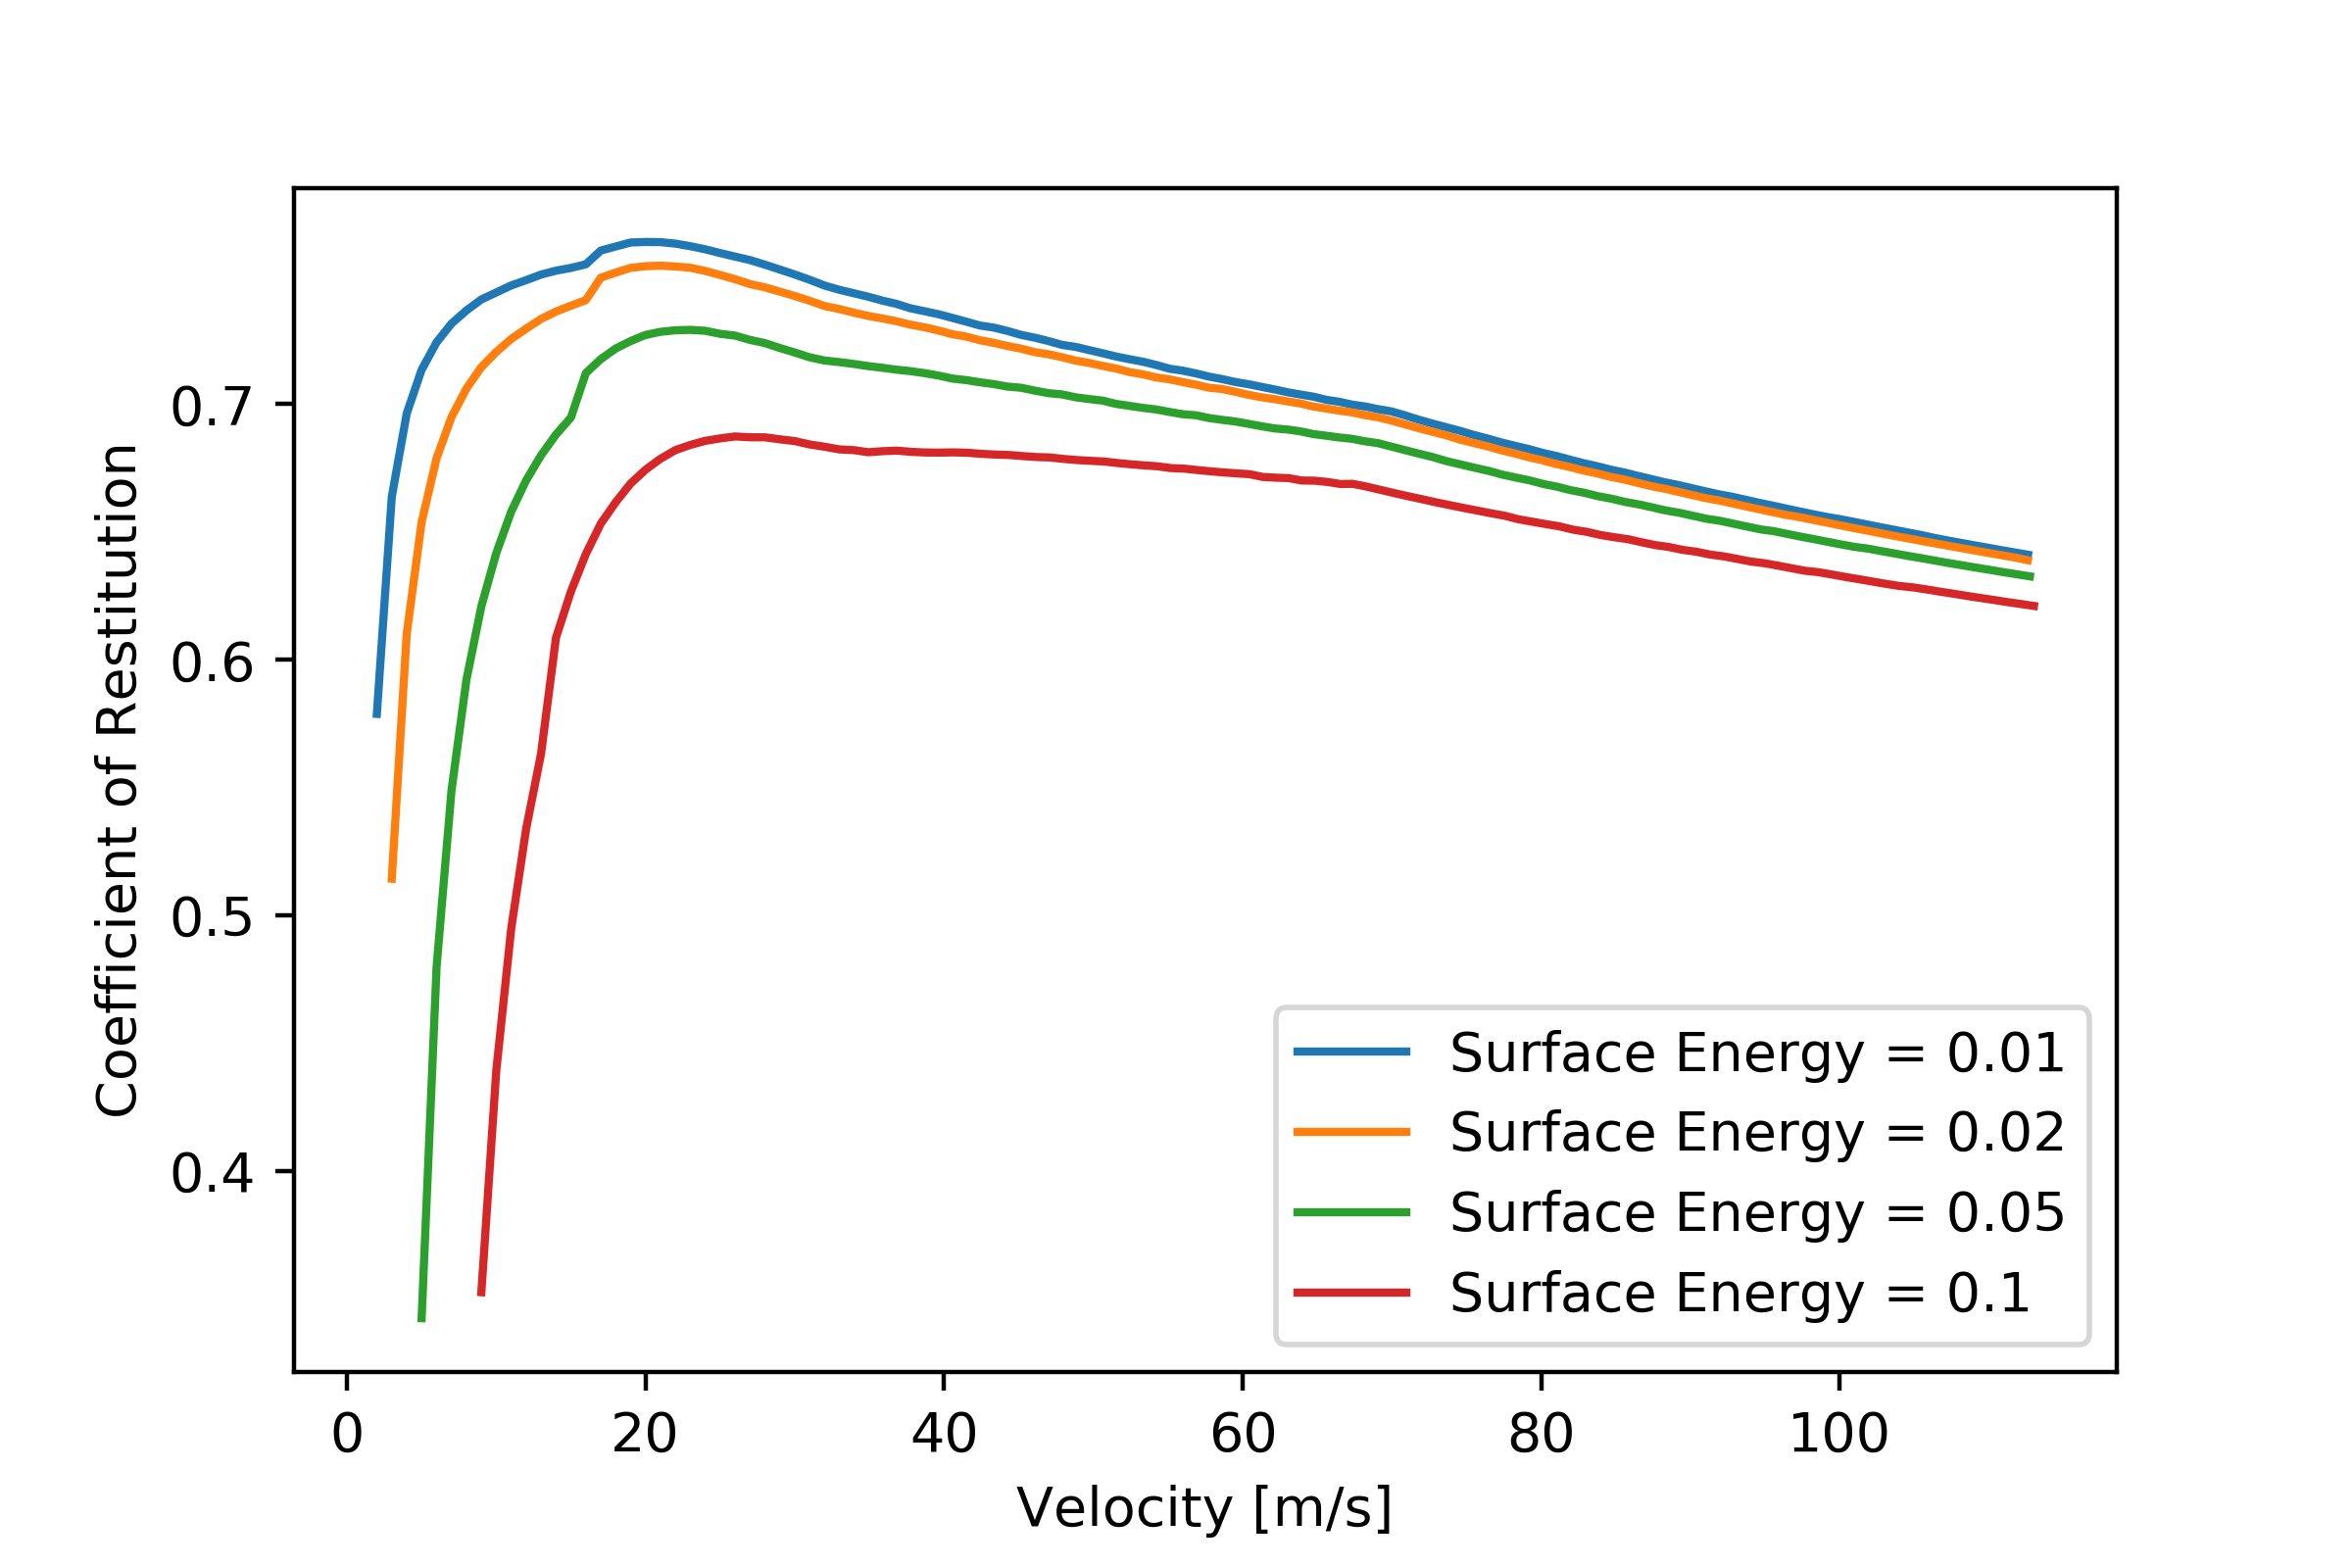 Coefficient of Restitution
0.7
0.6
0.5
0.4
Surface Energy = 0.01
Surface Energy = 0.02
Surface Energy = 0.05
Surface Energy = 0.1
0 20 40 60 80 100
Velocity [m/s]